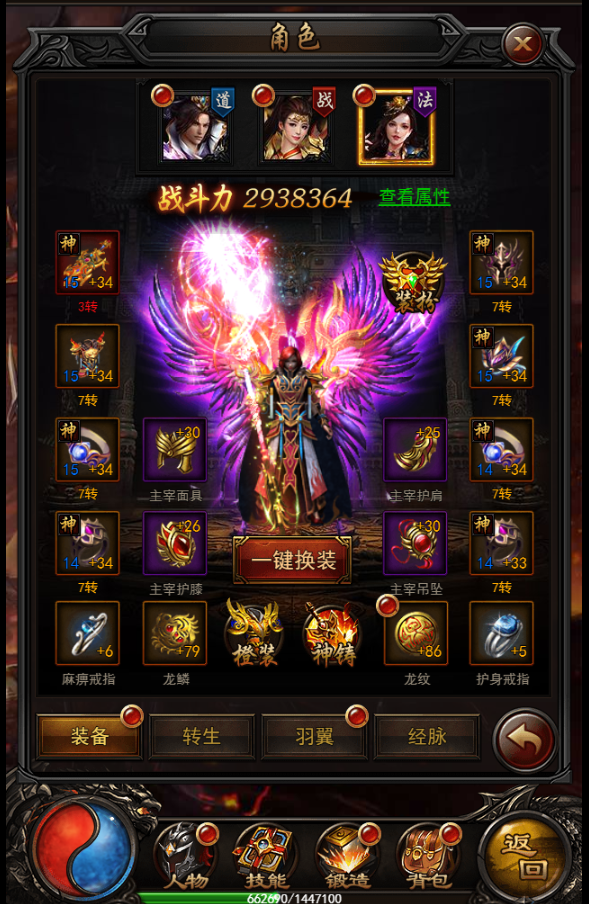 角色
道
战
法
战斗力 2938364 查看属性
神 15 +34
3转
装扮
神 15 +34
7转
15 +34
7转
神 15 +34
7转
神 15 +34
7转
+30
主宰面具
+25
主宰护肩
神 14 +34
7转
神 14 +34
7转
+26
主宰护膝
一键换装
+30
主宰吊坠
神 14 +33
7转
+6
麻痹戒指
+79
龙鳞
橙装
神铸
+86
龙纹
+5
护身戒指
装备
转生
羽翼
经脉
人物
技能
锻造
背包
返回
662690/1447100